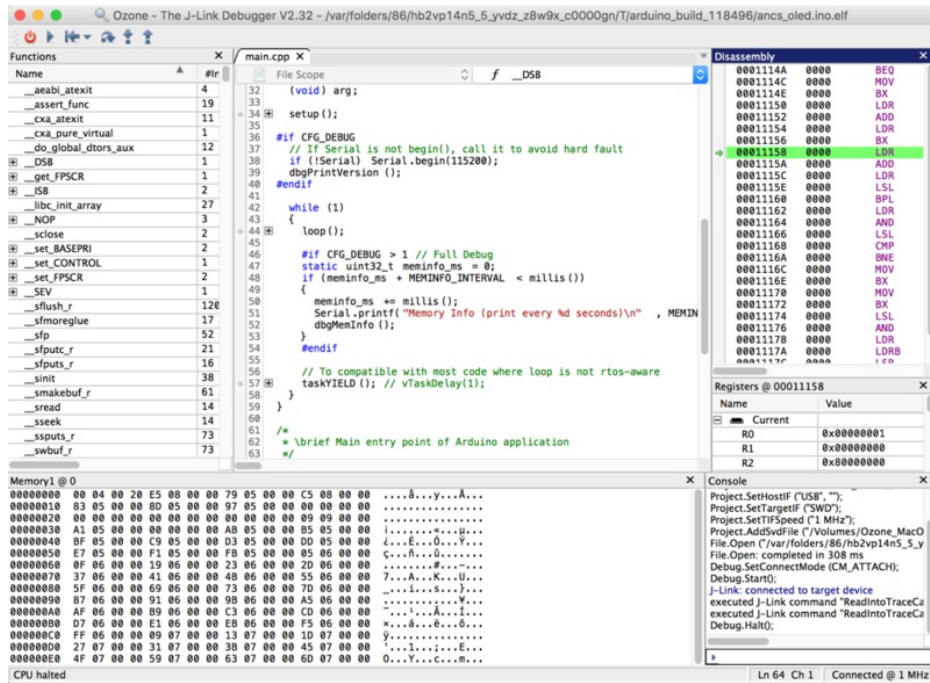 Ozone - The J-Link Debugger V2.32 - /var/folders/86/hb2vp14n5_5_yvdz_z8w9x_c0000gn/T/arduino_build_118496/ancs_oled.ino.elf
Functions
Name #Ir
__aeabi_atexit 4
__assert_func 19
__cxa_atexit 11
__cxa_pure_virtual 1
__do_global_dtors_aux 12
__DSB 1
__get_FPSCR 1
__ISB 2
__libc_init_array 27
__NOP 3
__sclose 2
__set_BASEPRI 2
__set_CONTROL 1
__set_FPSCR 2
__SEV 1
__sflush_r 120
__sfmoreglue 17
__sfp 52
__sfputc_r 21
__sfputs_r 16
__sinit 38
__smakebuf_r 61
__sread 14
__sseek 14
__ssputs_r 73
__swbuf_r 73
main.cpp
File Scope f __DSB
32 (void) arg;
33
34 setup();
35
36 #if CFG_DEBUG
37 // If Serial is not begin(), call it to avoid hard fault
38 if (!Serial) Serial.begin(115200);
39 dbgPrintVersion ();
40 #endif
41
42 while (1)
43 {
44 loop();
45
46 #if CFG_DEBUG > 1 // Full Debug
47 static uint32_t meminfo_ms = 0;
48 if (meminfo_ms + MEMINFO_INTERVAL < millis())
49 {
50 meminfo_ms += millis();
51 Serial.printf("Memory Info (print every %d seconds)\n" , MEMIN
52 dbgMemInfo ();
53 }
54 #endif
55
56 // To compatible with most code where loop is not rtos-aware
57 taskYIELD (); // vTaskDelay(1);
58 }
59 }
60
61 /*
62 * \brief Main entry point of Arduino application
63 */
Disassembly
0001114A 0000 BEQ
0001114C 0000 MOV
0001114E 0000 BX
00011150 0000 LDR
00011152 0000 ADD
00011154 0000 LDR
00011156 0000 BX
00011158 0000 LDR
0001115A 0000 ADD
0001115C 0000 LDR
0001115E 0000 LSL
00011160 0000 BPL
00011162 0000 LDR
00011164 0000 AND
00011166 0000 LSL
00011168 0000 CMP
0001116A 0000 BNE
0001116C 0000 MOV
0001116E 0000 BX
00011170 0000 MOV
00011172 0000 BX
00011174 0000 LSL
00011176 0000 AND
00011178 0000 LDR
0001117A 0000 LDRB
Registers @ 00011158
Name Value
Current
R0 0x00000001
R1 0x00000000
R2 0x80000000
Memory1 @ 0
00000000 00 04 00 20 E5 08 00 00 79 05 00 00 C5 08 00 00 ....å...y...Å...
00000010 83 05 00 00 8D 05 00 00 97 05 00 00 00 00 00 00 ................
00000020 00 00 00 00 00 00 00 00 00 00 00 00 09 09 00 00 ................
00000030 A1 05 00 00 00 00 00 00 AB 05 00 00 B5 05 00 00 ¡.......«...µ...
00000040 BF 05 00 00 C9 05 00 00 D3 05 00 00 DD 05 00 00 ¿...É...Ó...Ý...
00000050 E7 05 00 00 F1 05 00 00 FB 05 00 00 05 06 00 00 ç...ñ...û.......
00000060 0F 06 00 00 19 06 00 00 23 06 00 00 2D 06 00 00 ........#...-...
00000070 37 06 00 00 41 06 00 00 4B 06 00 00 55 06 00 00 7...A...K...U...
00000080 5F 06 00 00 69 06 00 00 73 06 00 00 7D 06 00 00 _...i...s...}...
00000090 87 06 00 00 91 06 00 00 9B 06 00 00 A5 06 00 00 ............¥...
000000A0 AF 06 00 00 B9 06 00 00 C3 06 00 00 CD 06 00 00 ¯...¹...Ã...Í...
000000B0 D7 06 00 00 E1 06 00 00 EB 06 00 00 F5 06 00 00 ×...á...ë...õ...
000000C0 FF 06 00 00 09 07 00 00 13 07 00 00 1D 07 00 00 ÿ...............
000000D0 27 07 00 00 31 07 00 00 3B 07 00 00 45 07 00 00 '...1...;...E...
000000E0 4F 07 00 00 59 07 00 00 63 07 00 00 6D 07 00 00 O...Y...c...m...
Console
Project.SetHostIF ("USB", "");
Project.SetTargetIF ("SWD");
Project.SetTIFSpeed ("1 MHz");
Project.AddSvdFile ("/Volumes/Ozone_MacO
File.Open ("/var/folders/86/hb2vp14n5_5_y
File.Open: completed in 308 ms
Debug.SetConnectMode (CM_ATTACH);
Debug.Start();
J-Link: connected to target device
executed J-Link command "ReadIntoTraceCa
executed J-Link command "ReadIntoTraceCa
Debug.Halt();
CPU halted
Ln 64 Ch 1 Connected @ 1 MHz